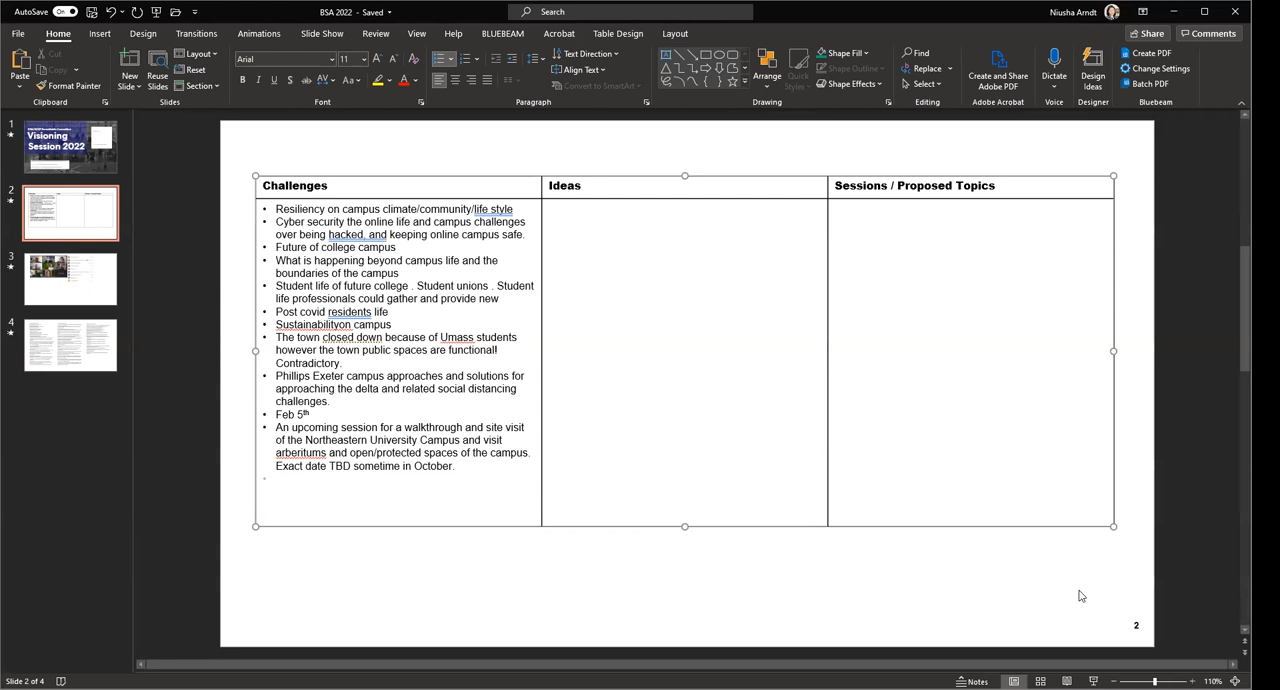 AutoSave On BSA 2022 - Saved Search Niusha Arndt
File Home Insert Design Transitions Animations Slide Show Review View Help BLUEBEAM Acrobat Table Design Layout Share Comments
Paste Cut Copy Format Painter
Clipboard
New Slide Reuse Slides Layout Reset Section
Slides
Arial 11
Font
Text Direction Align Text Convert to SmartArt
Paragraph
Arrange Quick Styles Shape Fill Shape Outline Shape Effects
Drawing
Find Replace Select
Editing
Create and Share Adobe PDF
Adobe Acrobat
Dictate
Voice
Design Ideas
Designer
Create PDF Change Settings Batch PDF
Bluebeam
1
Visioning
Session 2022
2
3
4
Challenges
• Resilency on campus climate/community/life style
• Cyber security the online life and campus challenges
over being hacked, and keeping online campus safe.
• Future of college campus
• What is happening beyond campus life and the
boundaries of the campus
• Student life of future college . Student unions . Student
life professionals could gather and provide new
• Post covid residents life
• Sustainabilityon campus
• The town closed down because of Umass students
however the town public spaces are functionall
Contradictory.
• Phillips Exeter campus approaches and solutions for
approaching the delta and related social distancing
challenges.
• Feb 5th
• An upcoming session for a walkthrough and site visit
of the Northeastern University Campus and visit
arberitums and open/protected spaces of the campus.
Exact date TBD sometime in October.
Ideas
Sessions / Proposed Topics
2
Slide 2 of 4 Notes 110%